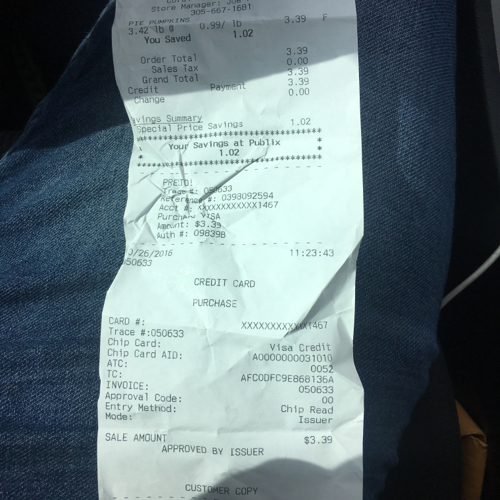 Store Manager:
305-667-1681
PIE PUMPKINS
3.42 lb @ 0.99/ lb 3.39 F
You Saved 1.02
Order Total 3.39
Sales Tax 0.00
Grand Total 3.39
Credit Payment 3.39
Change 0.00
Savings Summary
Special Price Savings 1.02
Your Savings at Publix
1.02
PRESTO!
Trace #: 050633
Reference #: 0398092594
Acct #: XXXXXXXXXXXX1467
Purchase VISA
Amount: $3.39
Auth #: 09839B
/26/2016 11:23:43
050633
CREDIT CARD
PURCHASE
CARD #: XXXXXXXXXXXX1467
Trace #:050633
Chip Card: Visa Credit
Chip Card AID: A0000000031010
ATC: 0052
TC: AFC0DFC9E868136A
INVOICE: 050633
Approval Code: 00
Entry Method: Chip Read
Mode: Issuer
SALE AMOUNT $3.39
APPROVED BY ISSUER
CUSTOMER COPY